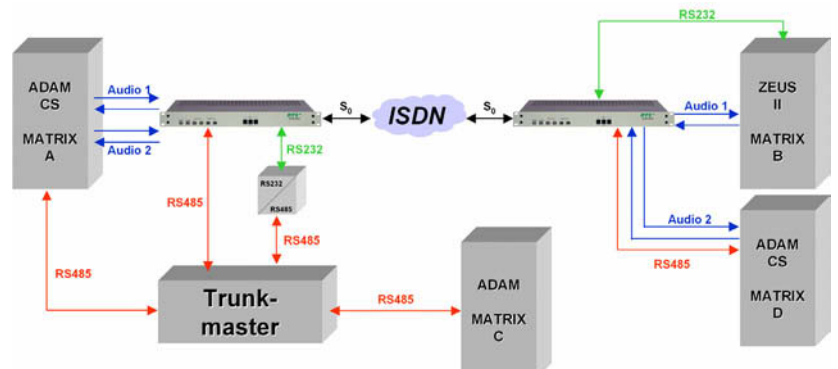 RS232
ADAM
CS
MATRIX
A
Audio 1
Audio 2
S₀
ISDN
S₀
Audio 1
ZEUS
II
MATRIX
B
RS232
RS232
RS485
RS485
RS485
RS485
Audio 2
RS485
ADAM
CS
MATRIX
D
Trunk-
master
RS485
ADAM
MATRIX
C